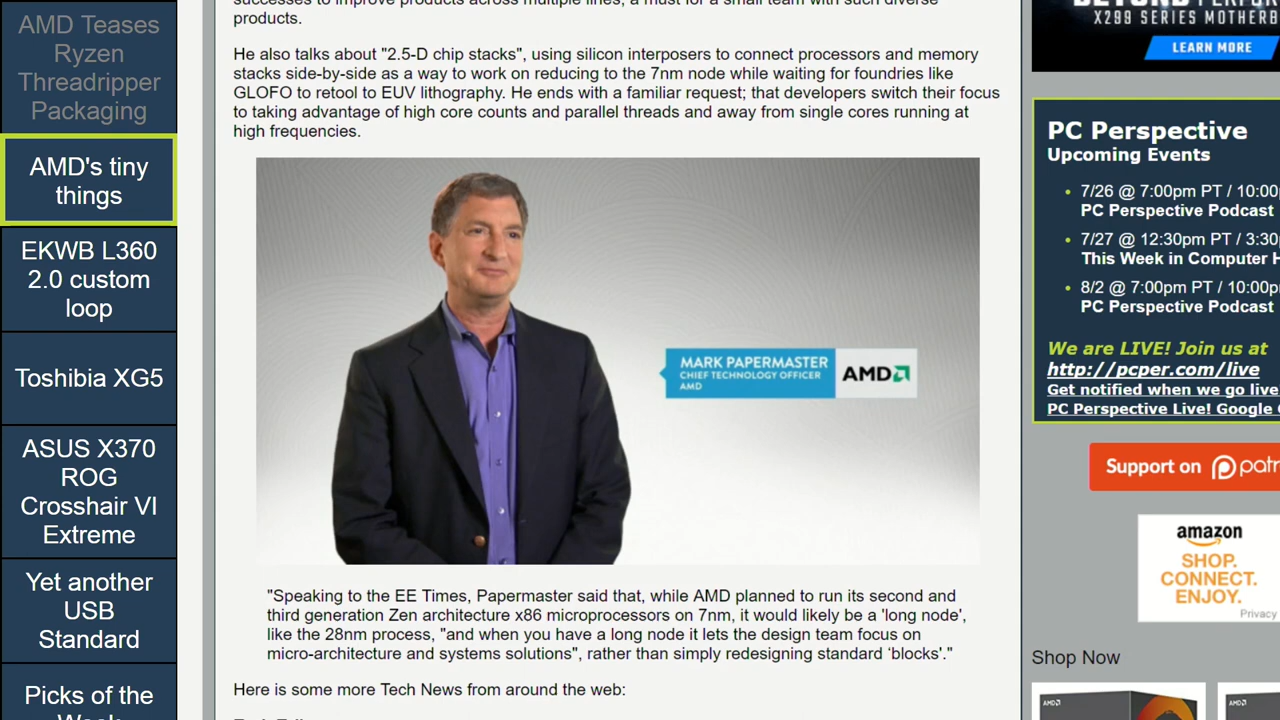 AMD Teases
Ryzen
Threadripper
Packaging
AMD's tiny
things
EKWB L360
2.0 custom
loop
Toshibia XG5
ASUS X370
ROG
Crosshair VI
Extreme
Yet another
USB
Standard
Picks of the
products.
He also talks about "2.5-D chip stacks", using silicon interposers to connect processors and memory
stacks side-by-side as a way to work on reducing to the 7nm node while waiting for foundries like
GLOFO to retool to EUV lithography. He ends with a familiar request; that developers switch their focus
to taking advantage of high core counts and parallel threads and away from single cores running at
high frequencies.
MARK PAPERMASTER
CHIEF TECHNOLOGY OFFICER
AMD
AMD
"Speaking to the EE Times, Papermaster said that, while AMD planned to run its second and
third generation Zen architecture x86 microprocessors on 7nm, it would likely be a 'long node',
like the 28nm process, "and when you have a long node it lets the design team focus on
micro-architecture and systems solutions", rather than simply redesigning standard ‘blocks’."
Here is some more Tech News from around the web:
X299 SERIES MOTHERB
LEARN MORE
PC Perspective
Upcoming Events
7/26 @ 7:00pm PT / 10:00
PC Perspective Podcast
7/27 @ 12:30pm PT / 3:30
This Week in Computer H
8/2 @ 7:00pm PT / 10:00p
PC Perspective Podcast
We are LIVE! Join us at
http://pcper.com/live
Get notified when we go live
PC Perspective Live! Google
Support on patr
amazon
SHOP.
CONNECT.
ENJOY.
Privacy
Shop Now
AMD
AMD